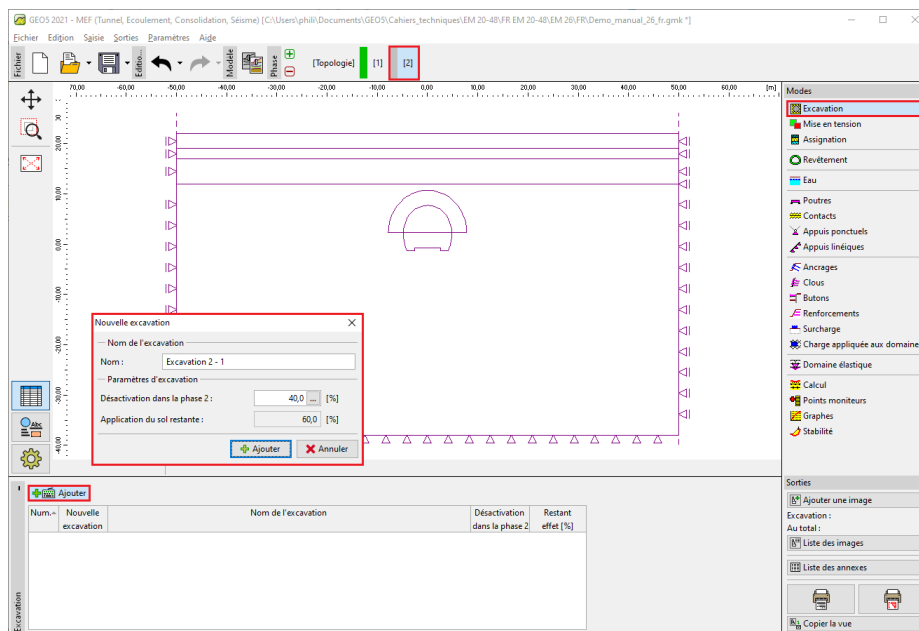 GEO5 2021 - MEF (Tunnel, Ecoulement, Consolidation, Séisme) [C:\Users\phili\Documents\GEO5\Cahiers_techniques\EM 20-48\FR EM 20-48\EM 26\FR\Demo_manual_26_fr.gmk *]
Fichier Edition Saisie Sorties Paramètres Aide
Fichier Editio... Modèle Phase [Topologie] [1] [2]
70,00 -60,00 -50,00 -40,00 -30,00 -20,00 -10,00 0,00 10,00 20,00 30,00 40,00 50,00 60,00 [m]
30
20,00
10,00
0,00
-10,00
-20,00
-30,00
-40,00
Nouvelle excavation
Nom de l'excavation
Nom : Excavation 2 - 1
Paramètres d'excavation
Désactivation dans la phase 2 : 40,0 ... [%]
Application du sol restante : 60,0 [%]
Ajouter Annuler
Abc
Modes
Excavation
Mise en tension
Assignation
Revêtement
Eau
Poutres
Contacts
Appuis ponctuels
Appuis linéiques
Ancrages
Clous
Butons
Renforcements
Surcharge
Charge appliquée aux domaine
Domaine élastique
Calcul
Points moniteurs
Graphes
Stabilité
Ajouter
Num. Nouvelle excavation Nom de l'excavation Désactivation dans la phase 2 Restant effet [%]
Excavation
Sorties
Ajouter une image
Excavation :
Au total :
Liste des images
Liste des annexes
Copier la vue